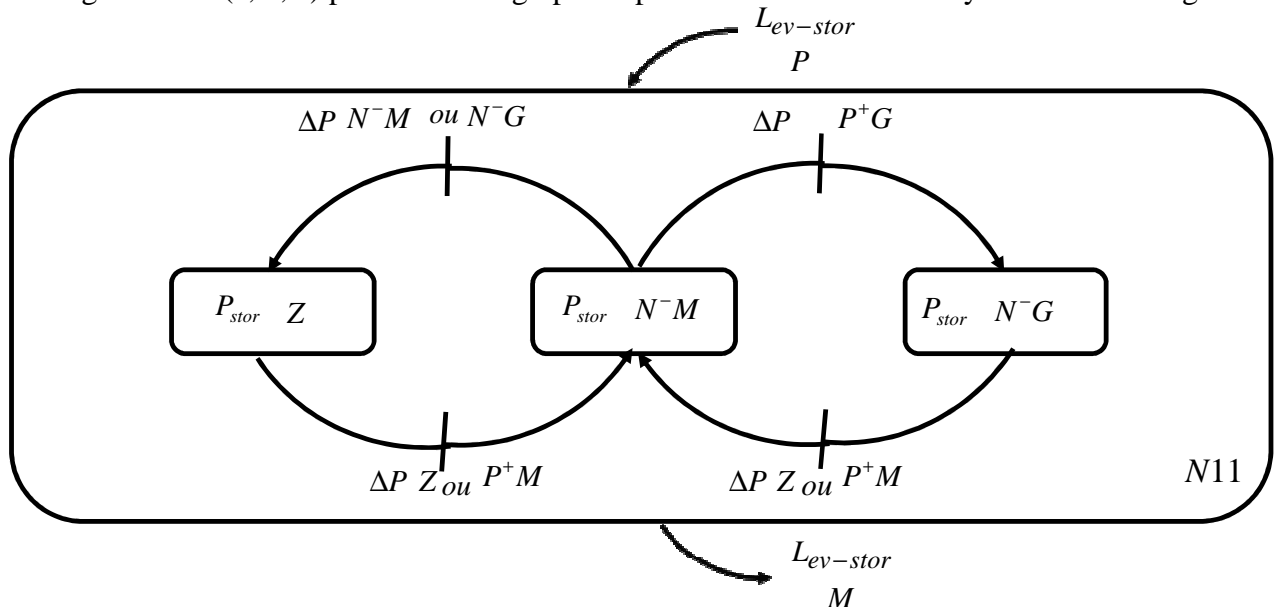 L_{ev-stor}
P
ΔP N⁻M ou N⁻G
ΔP P⁺G
P_{stor} Z
P_{stor} N⁻M
P_{stor} N⁻G
ΔP Z ou P⁺M
ΔP Z ou P⁺M
N11
L_{ev-stor}
M